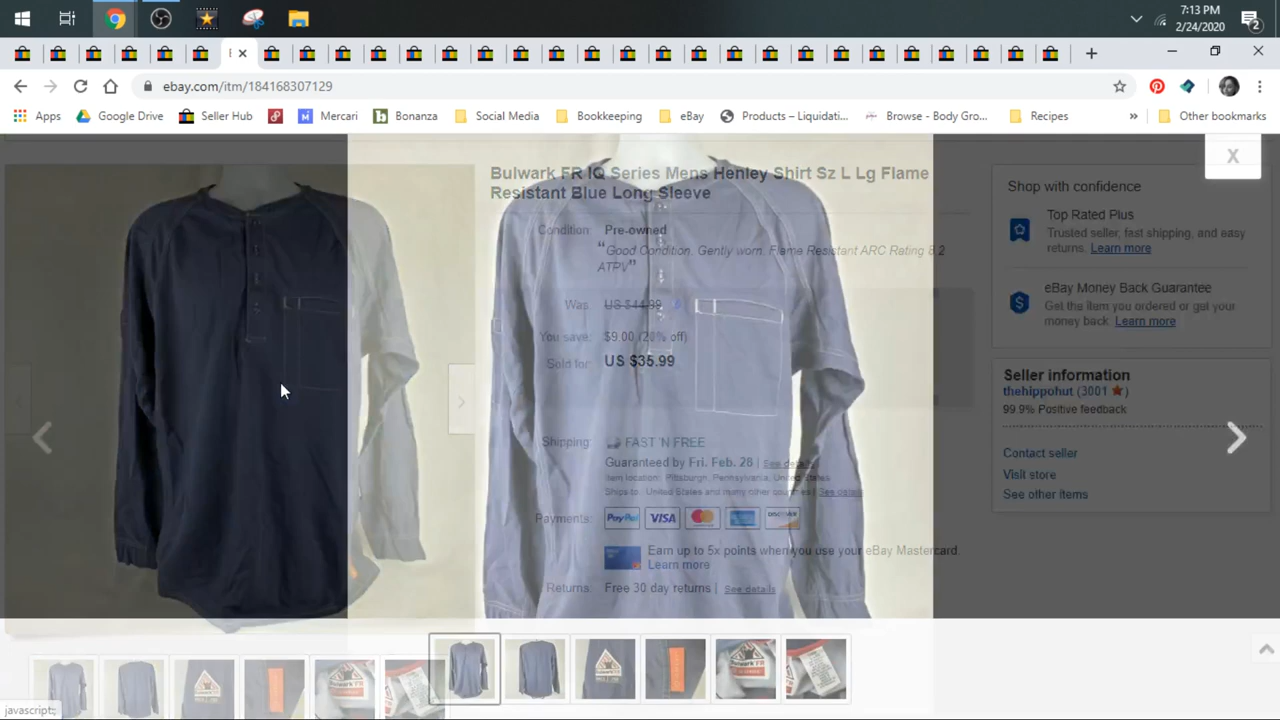 7:13 PM
2/24/2020
2
E
ebay.com/itm/184168307129
Apps
Google Drive
Seller Hub
Mercari
Bonanza
Social Media
Bookkeeping
eBay
Products – Liquidati...
Browse - Body Gro...
Recipes
»
Other bookmarks
X
Bulwark FR IQ Series Mens Henley Shirt Sz L Lg Flame
Resistant Blue Long Sleeve
Condition: Pre-owned
“Good Condition, Gently worn, Flame Resistant ARC Rating 8.2
ATPV”
Was: US $44.99
You save: $9.00 (20% off)
Sold for: US $35.99
Shipping: FAST 'N FREE
Guaranteed by Fri. Feb. 28 | See details
Item location: Pittsburgh, Pennsylvania, United States
Ships to: United States and many other countries | See details
Payments: PayPal VISA DISCOVER
Earn up to 5x points when you use your eBay Mastercard.
Learn more
Returns: Free 30 day returns | See details
Shop with confidence
Top Rated Plus
Trusted seller, fast shipping, and easy
returns. Learn more
eBay Money Back Guarantee
Get the item you ordered or get your
money back. Learn more
Seller information
thehippohut (3001 ★)
99.9% Positive feedback
Contact seller
Visit store
See other items
Bulwark FR
Bulwark FR
javascript:;